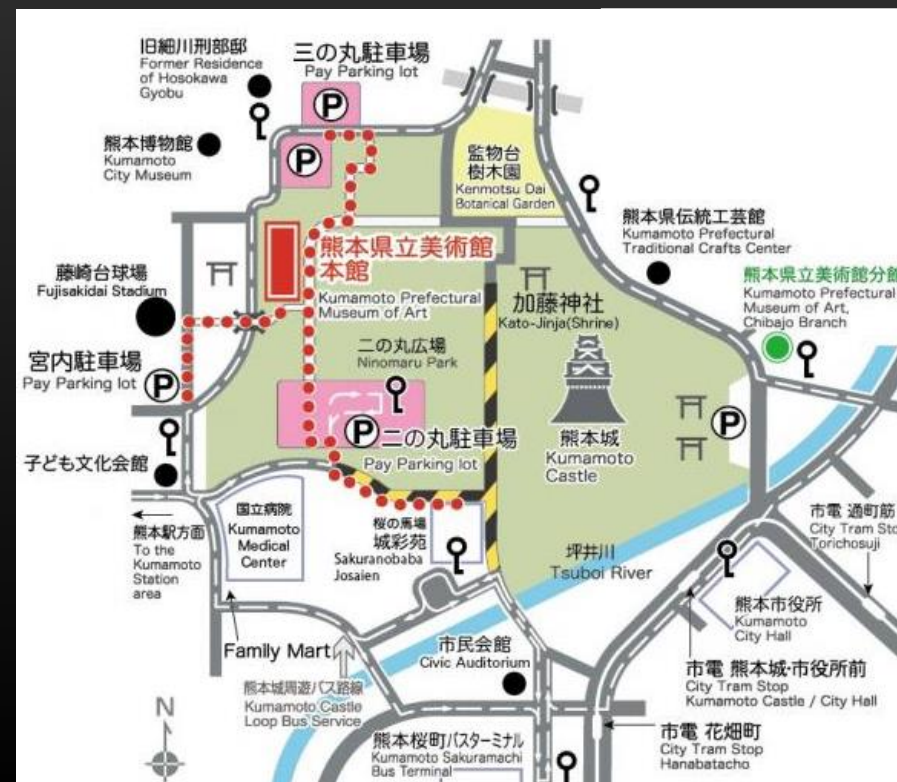 旧細川刑部邸
Former Residence
of Hosokawa
Gyobu
三の丸駐車場
Pay Parking lot
P
P
熊本博物館
Kumamoto
City Museum
監物台
樹木園
Kenmotsu Dai
Botanical Garden
熊本県伝統工芸館
Kumamoto Prefectural
Traditional Crafts Center
熊本県立美術館
本館
Kumamoto Prefectural
Museum of Art
藤崎台球場
Fujisakidai Stadium
加藤神社
Kato-Jinja(Shrine)
熊本県立美術館分館
Kumamoto Prefectural
Museum of Art,
Chibajo Branch
宮内駐車場
Pay Parking lot
P
二の丸広場
Ninomaru Park
P
二の丸駐車場
Pay Parking lot
熊本城
Kumamoto
Castle
P
子ども文化会館
熊本駅方面
To the
Kumamoto
Station
area
国立病院
Kumamoto
Medical
Center
桜の馬場
城彩苑
Sakuranobaba
Josaien
坪井川
Tsuboi River
市電 通町筋
City Tram Sto
Torichosuji
熊本市役所
Kumamoto
City Hall
Family Mart
市民会館
Civic Auditorium
市電 熊本城・市役所前
City Tram Stop
Kumamoto Castle / City Hall
熊本城周遊バス路線
Kumamoto Castle
Loop Bus Service
N
市電 花畑町
City Tram Stop
Hanabatacho
熊本桜町バスターミナル
Kumamoto Sakuramachi
Bus Terminal